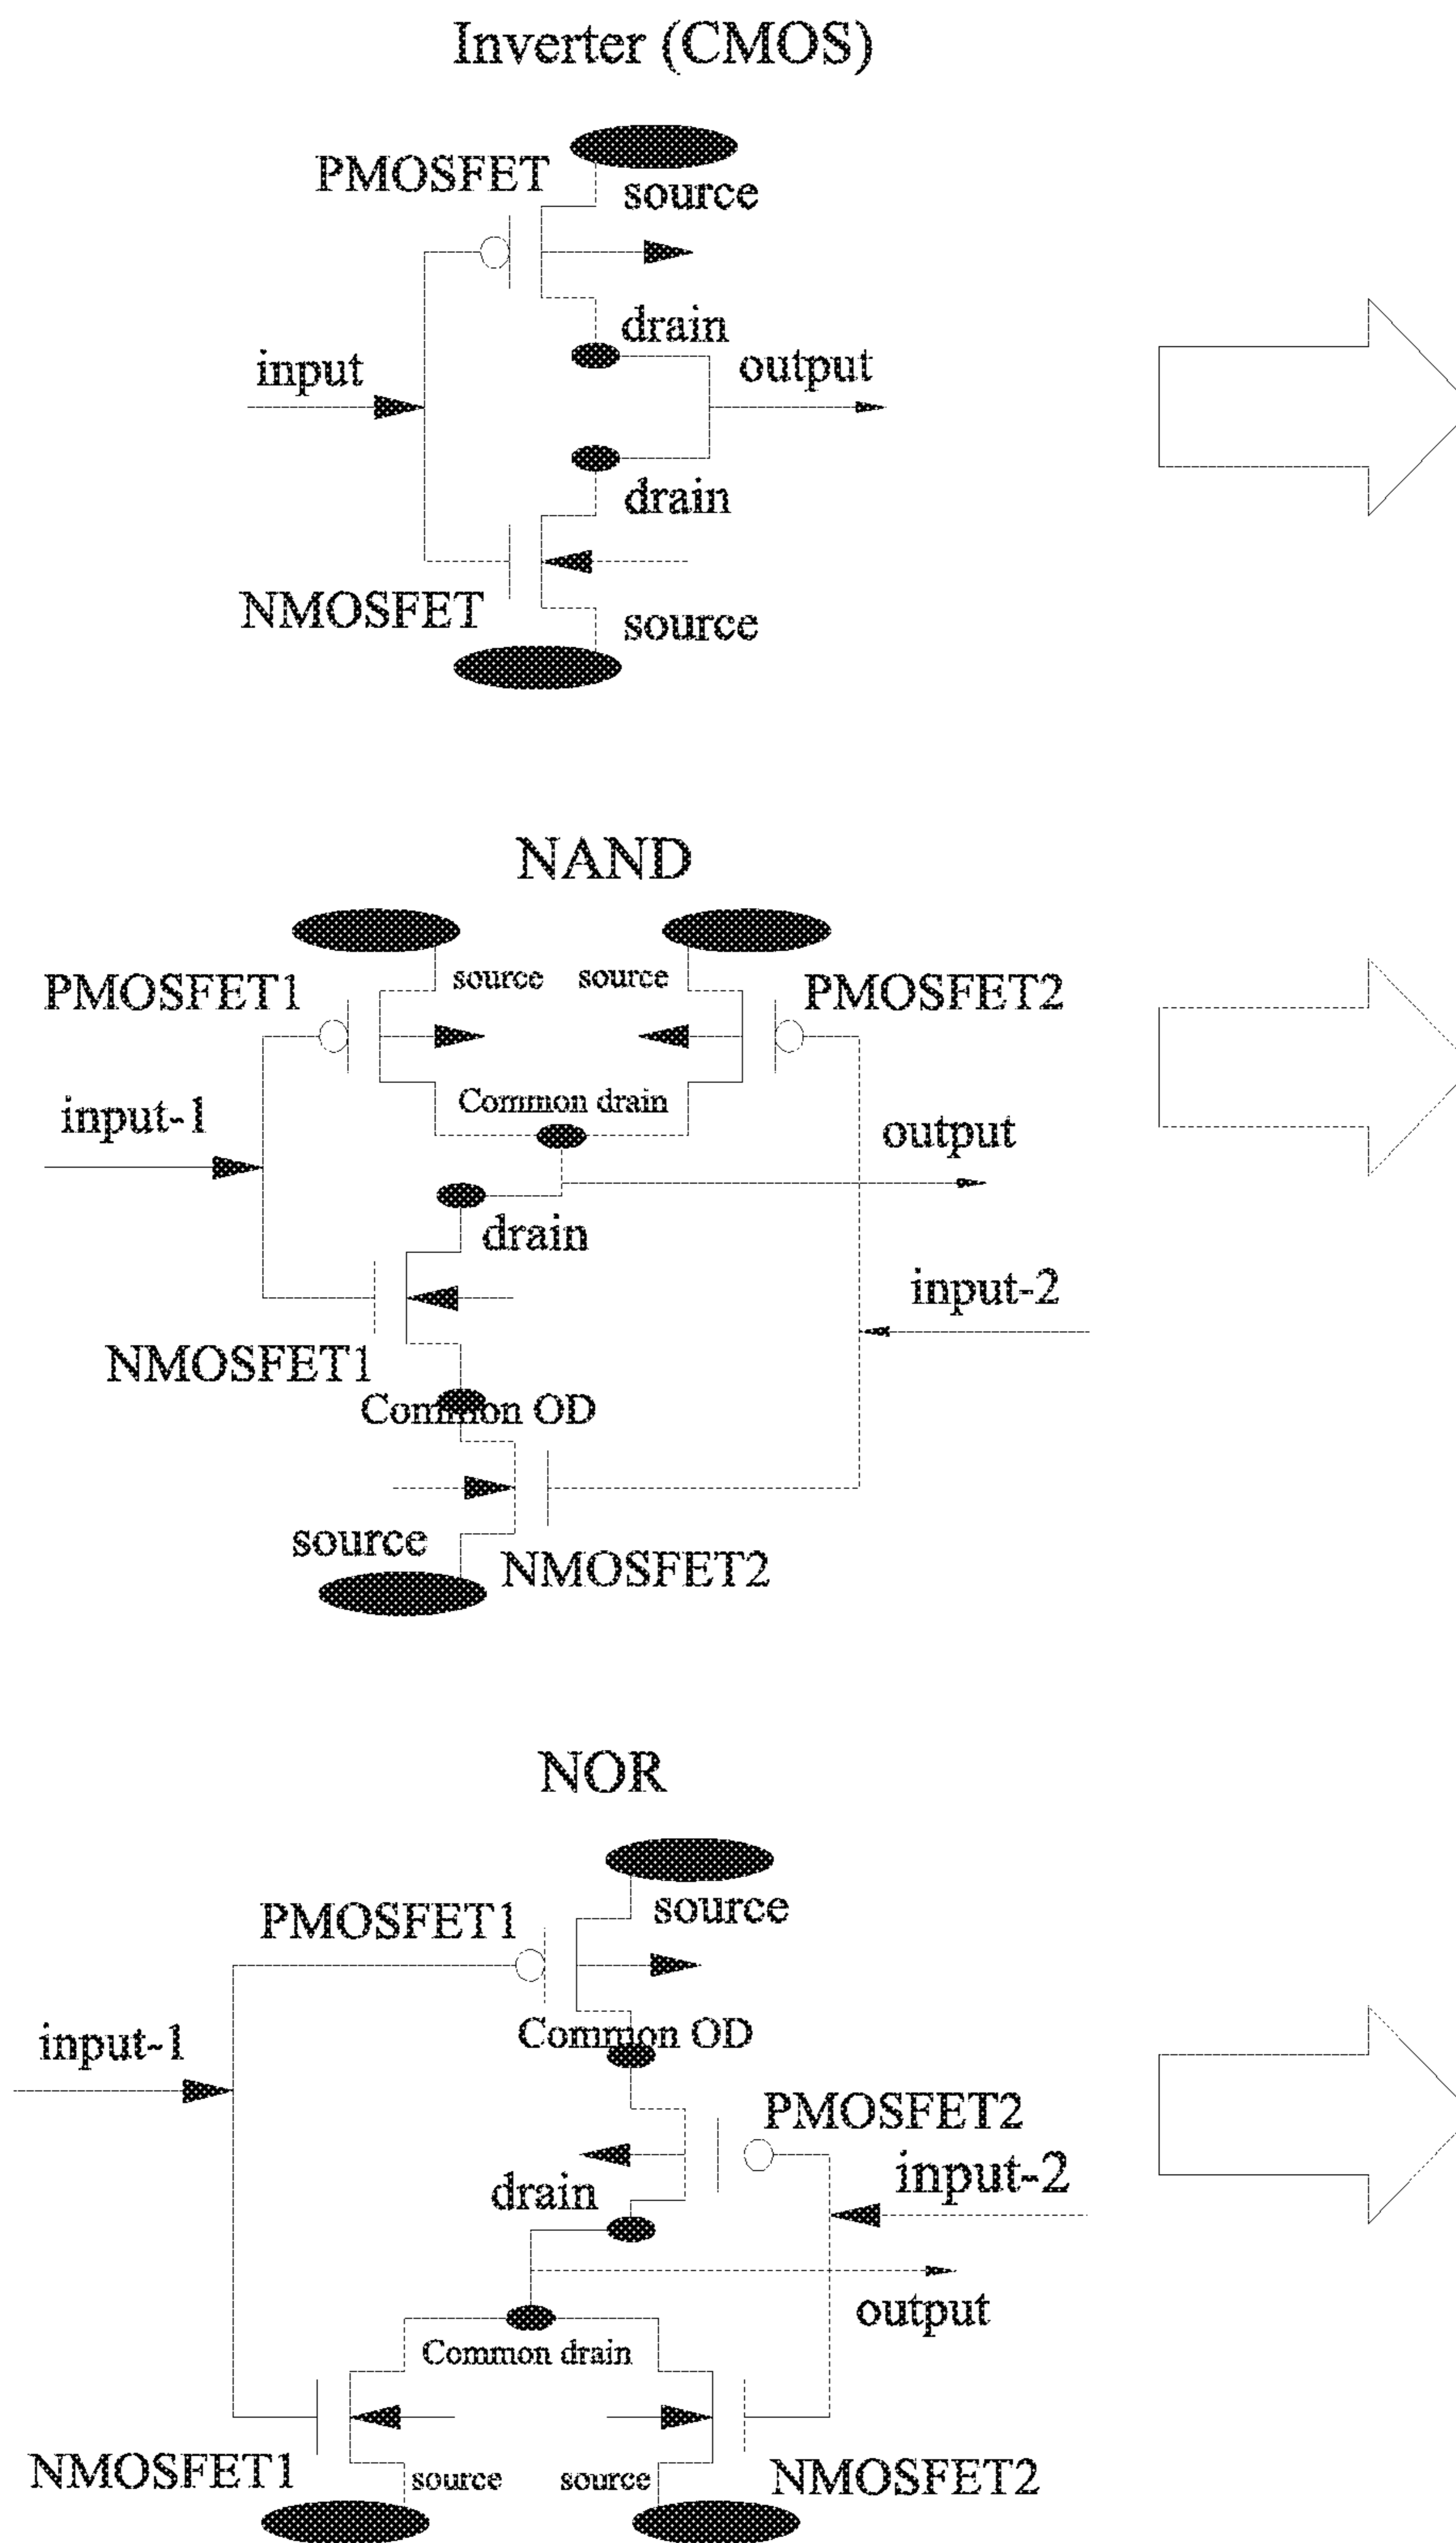 Inverter (CMOS)
PMOSFET
source
drain
input
output
drain
NMOSFET
source
NAND
PMOSFET1
source
source
PMOSFET2
Common drain
input-1
output
drain
input-2
NMOSFET1
Common OD
source
NMOSFET2
NOR
PMOSFET1
source
Common OD
input-1
PMOSFET2
input-2
drain
output
Common drain
NMOSFET1
source
source
NMOSFET2